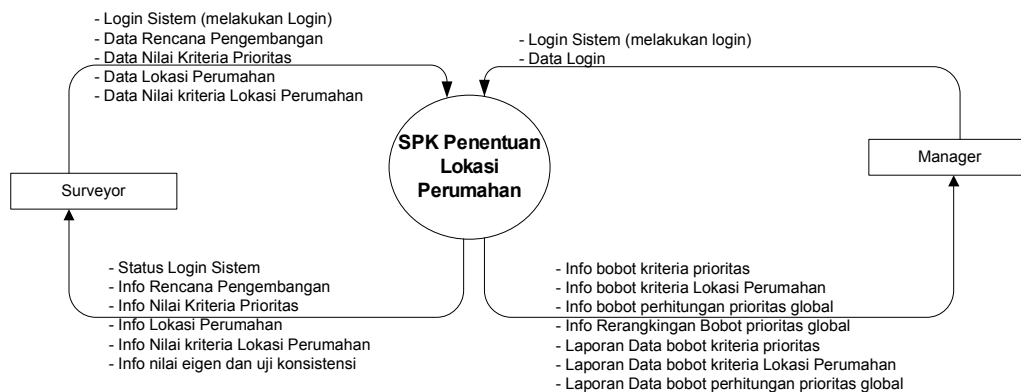 - Login Sistem (melakukan Login)
- Data Rencana Pengembangan
- Data Nilai Kriteria Prioritas
- Data Lokasi Perumahan
- Data Nilai kriteria Lokasi Perumahan
- Login Sistem (melakukan login)
- Data Login
SPK Penentuan
Lokasi
Perumahan
Surveyor
Manager
- Status Login Sistem
- Info Rencana Pengembangan
- Info Nilai Kriteria Prioritas
- Info Lokasi Perumahan
- Info Nilai kriteria Lokasi Perumahan
- Info nilai eigen dan uji konsistensi
- Info bobot kriteria prioritas
- Info bobot kriteria Lokasi Perumahan
- Info bobot perhitungan prioritas global
- Info Rerangkingan Bobot prioritas global
- Laporan Data bobot kriteria prioritas
- Laporan Data bobot kriteria Lokasi Perumahan
- Laporan Data bobot perhitungan prioritas global